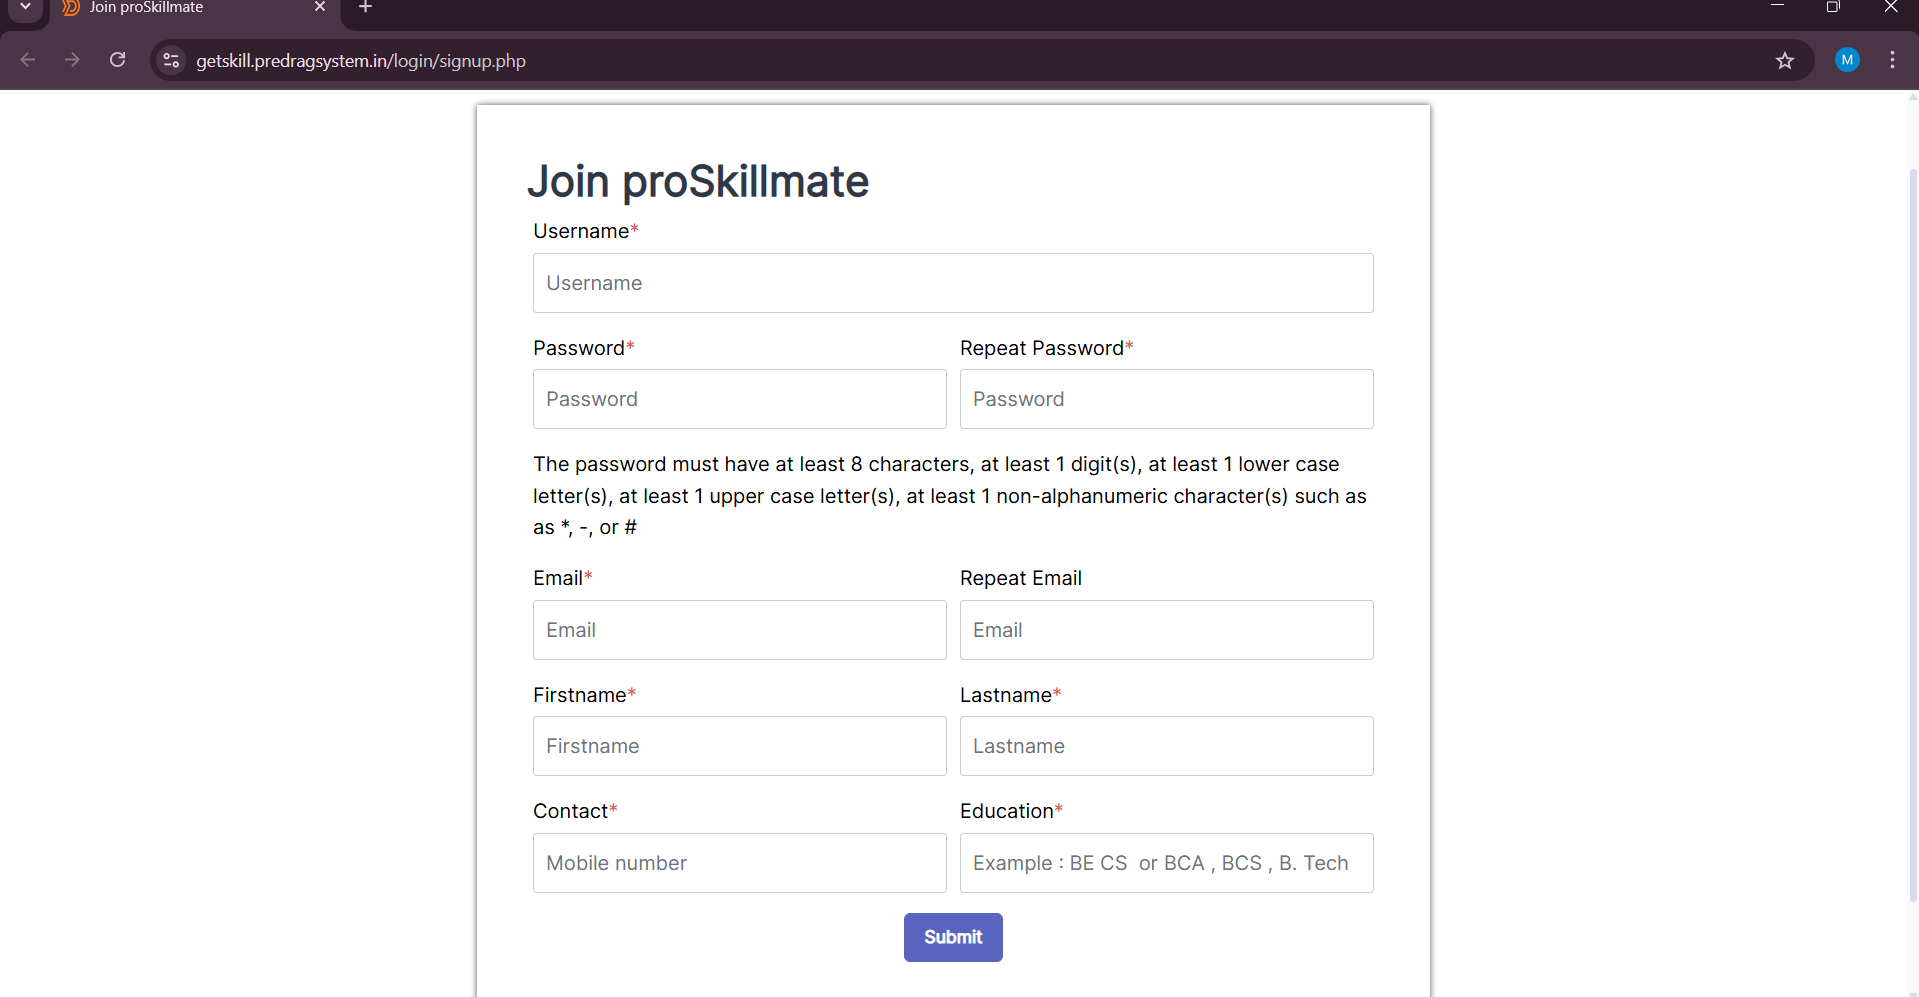 Join proSkillmate
getskill.predragsystem.in/login/signup.php
M
Join proSkillmate
Username*
Username
Password* Repeat Password*
Password Password
The password must have at least 8 characters, at least 1 digit(s), at least 1 lower case
letter(s), at least 1 upper case letter(s), at least 1 non-alphanumeric character(s) such as
as *, -, or #
Email* Repeat Email
Email Email
Firstname* Lastname*
Firstname Lastname
Contact* Education*
Mobile number Example : BE CS  or BCA , BCS , B. Tech
Submit